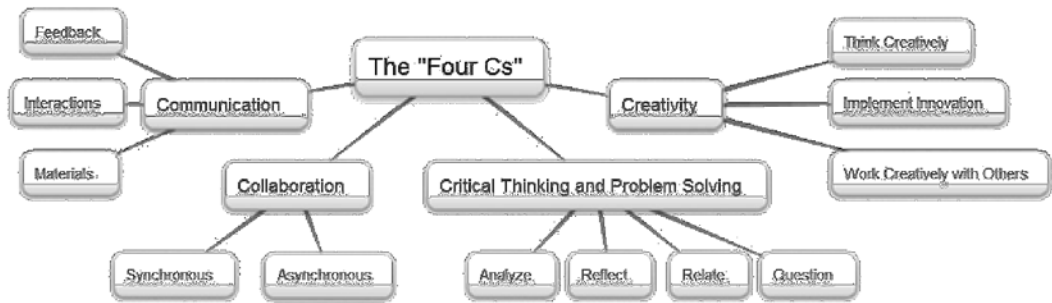 The "Four Cs"
Communication
Feedback
Interactions
Materials
Collaboration
Synchronous
Asynchronous
Critical Thinking and Problem Solving
Analyze
Reflect
Relate
Question
Creativity
Think Creatively
Implement Innovation
Work Creatively with Others